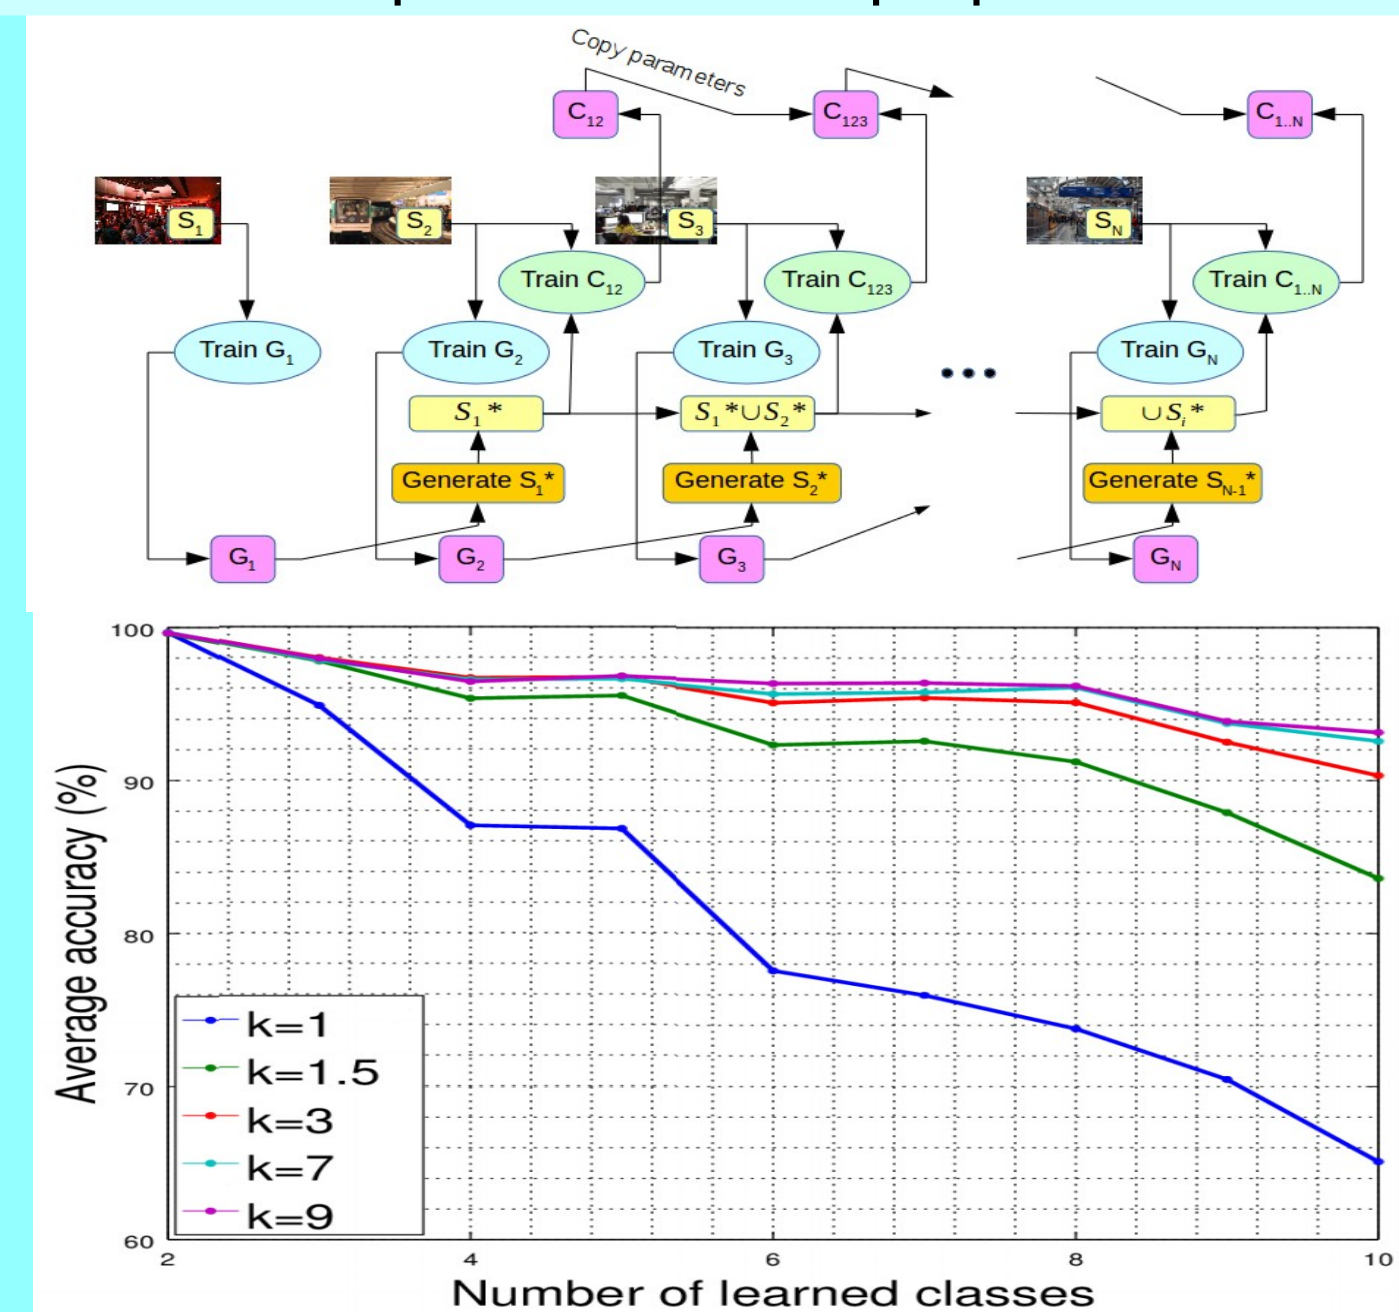 Copy parameters
C12
C123
C1..N
S1
S2
S3
SN
Train C12
Train C123
Train C1..N
Train G1
Train G2
Train G3
Train GN
S1*
S1*∪S2*
∪Si*
Generate S1*
Generate S2*
Generate SN-1*
G1
G2
G3
GN
100
90
80
70
60
Average accuracy (%)
k=1
k=1.5
k=3
k=7
k=9
2
4
6
8
10
Number of learned classes